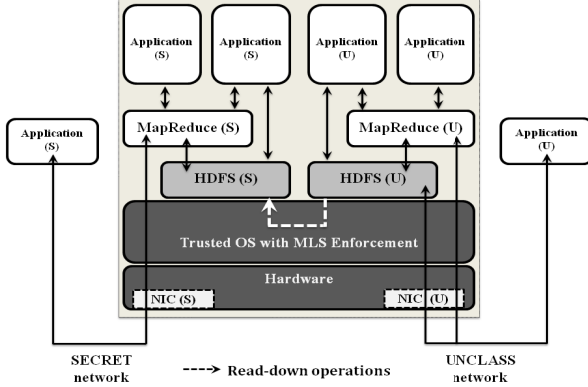 Application
(S)
Application
(S)
Application
(U)
Application
(U)
MapReduce (S)
MapReduce (U)
Application
(S)
Application
(U)
HDFS (S)
HDFS (U)
Trusted OS with MLS Enforcement
Hardware
NIC (S)
NIC (U)
SECRET
network
Read-down operations
UNCLASS
network